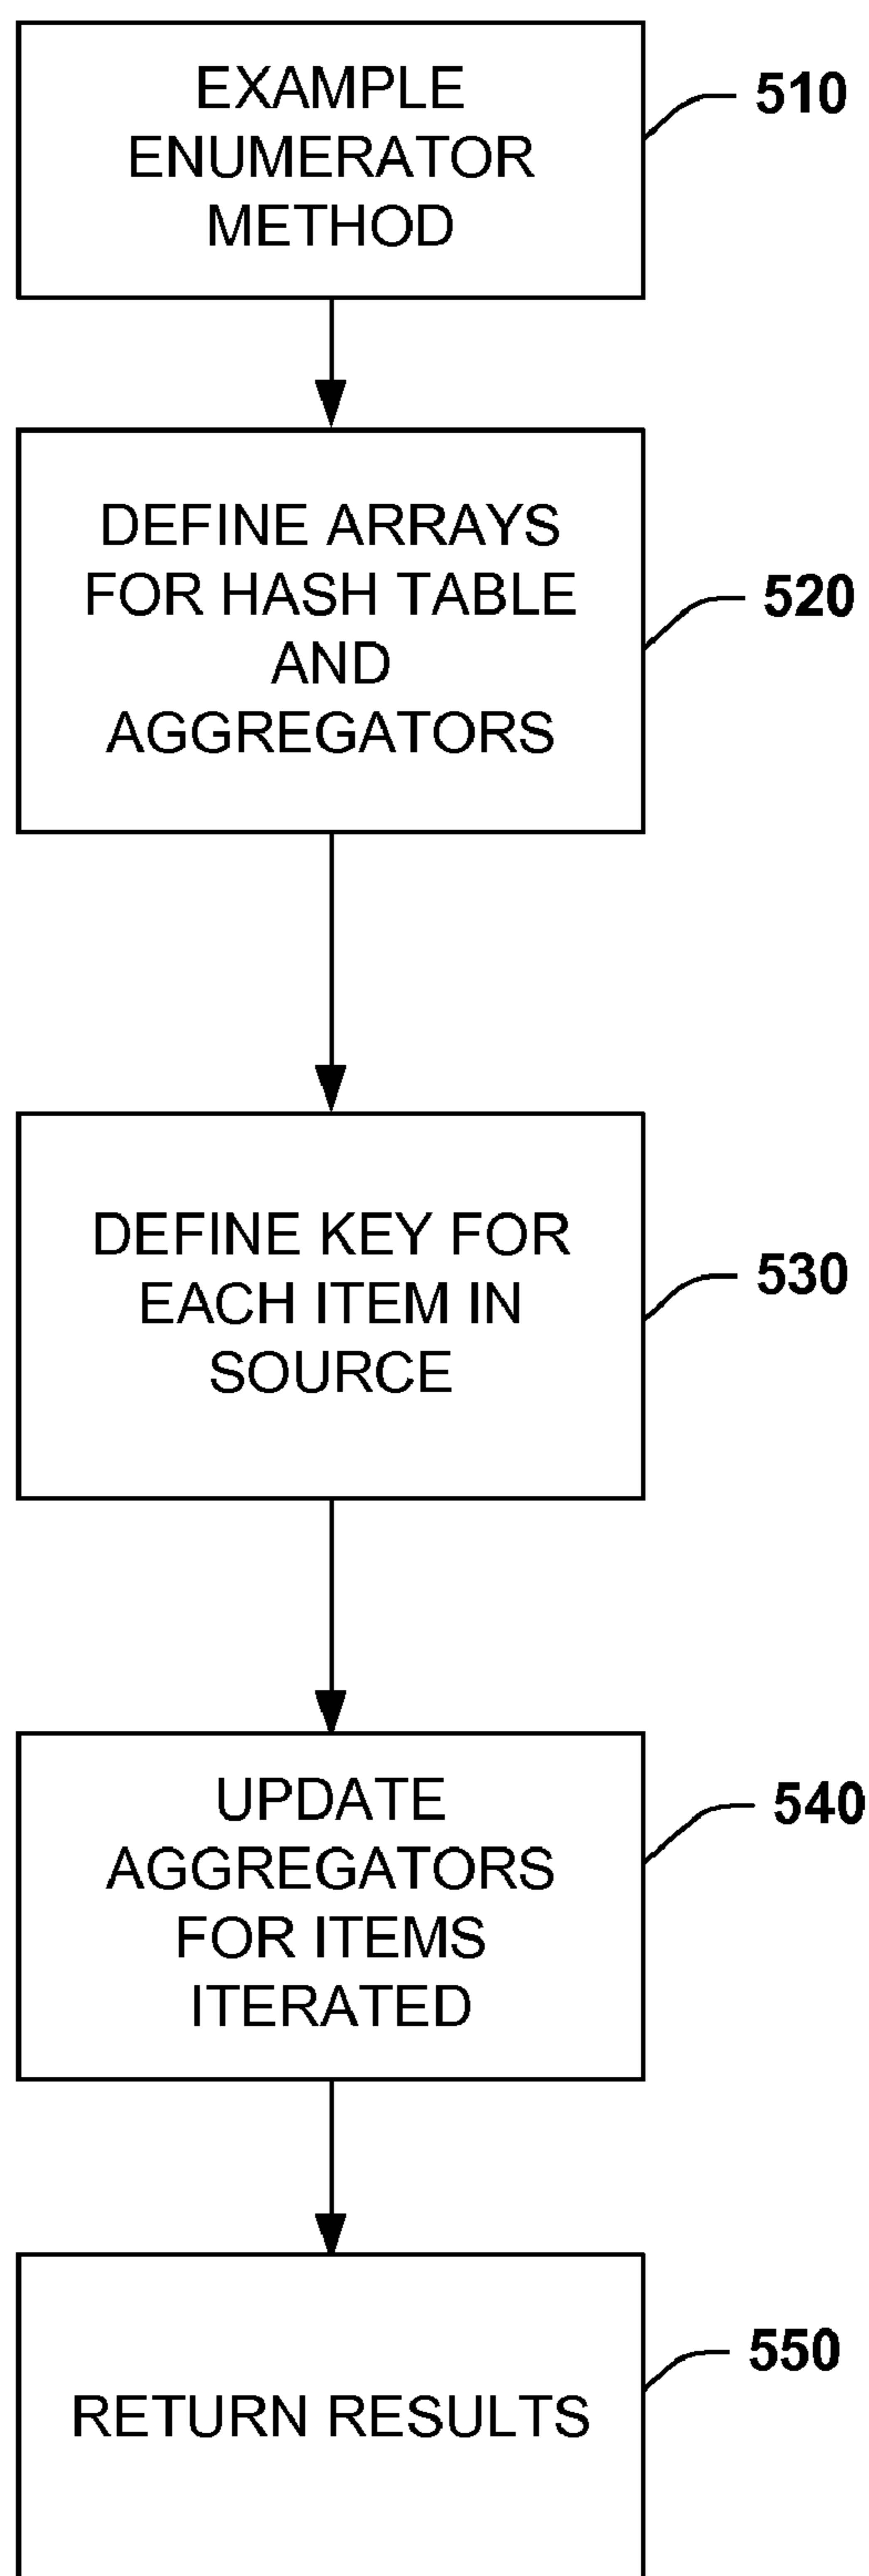 EXAMPLE
ENUMERATOR
METHOD
510
DEFINE ARRAYS
FOR HASH TABLE
AND
AGGREGATORS
520
DEFINE KEY FOR
EACH ITEM IN
SOURCE
530
UPDATE
AGGREGATORS
FOR ITEMS
ITERATED
540
RETURN RESULTS
550